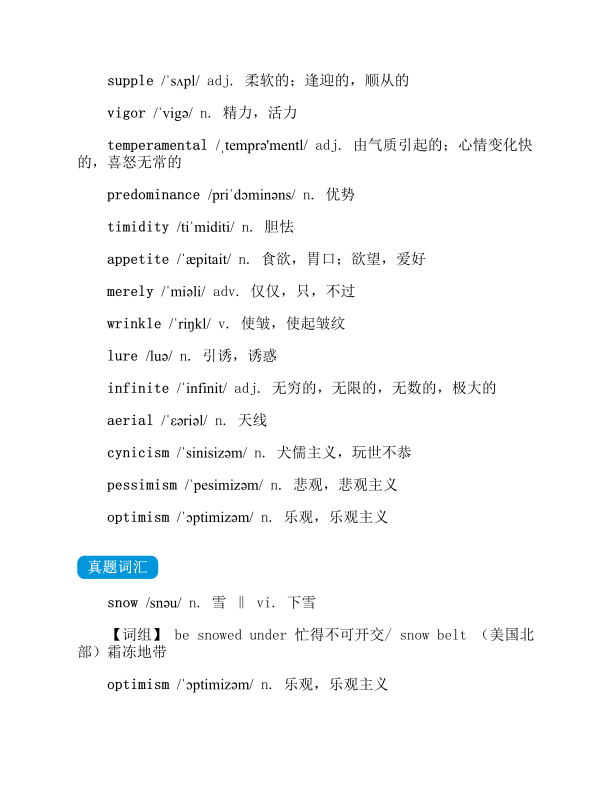 supple /ˈsʌpl/ adj. 柔软的；逢迎的，顺从的
vigor /ˈvigə/ n. 精力，活力
temperamental /ˌtemprə'mentl/ adj. 由气质引起的；心情变化快
的，喜怒无常的
predominance /priˈdɔminəns/ n. 优势
timidity /tiˈmiditi/ n. 胆怯
appetite /ˈæpitait/ n. 食欲，胃口；欲望，爱好
merely /ˈmiəli/ adv. 仅仅，只，不过
wrinkle /ˈriŋkl/ v. 使皱，使起皱纹
lure /luə/ n. 引诱，诱惑
infinite /ˈinfinit/ adj. 无穷的，无限的，无数的，极大的
aerial /ˈɛəriəl/ n. 天线
cynicism /ˈsinisizəm/ n. 犬儒主义，玩世不恭
pessimism /ˈpesimizəm/ n. 悲观，悲观主义
optimism /ˈɔptimizəm/ n. 乐观，乐观主义
真题词汇
snow /snəu/ n. 雪 ‖ vi. 下雪
【词组】 be snowed under 忙得不可开交/ snow belt （美国北
部）霜冻地带
optimism /ˈɔptimizəm/ n. 乐观，乐观主义